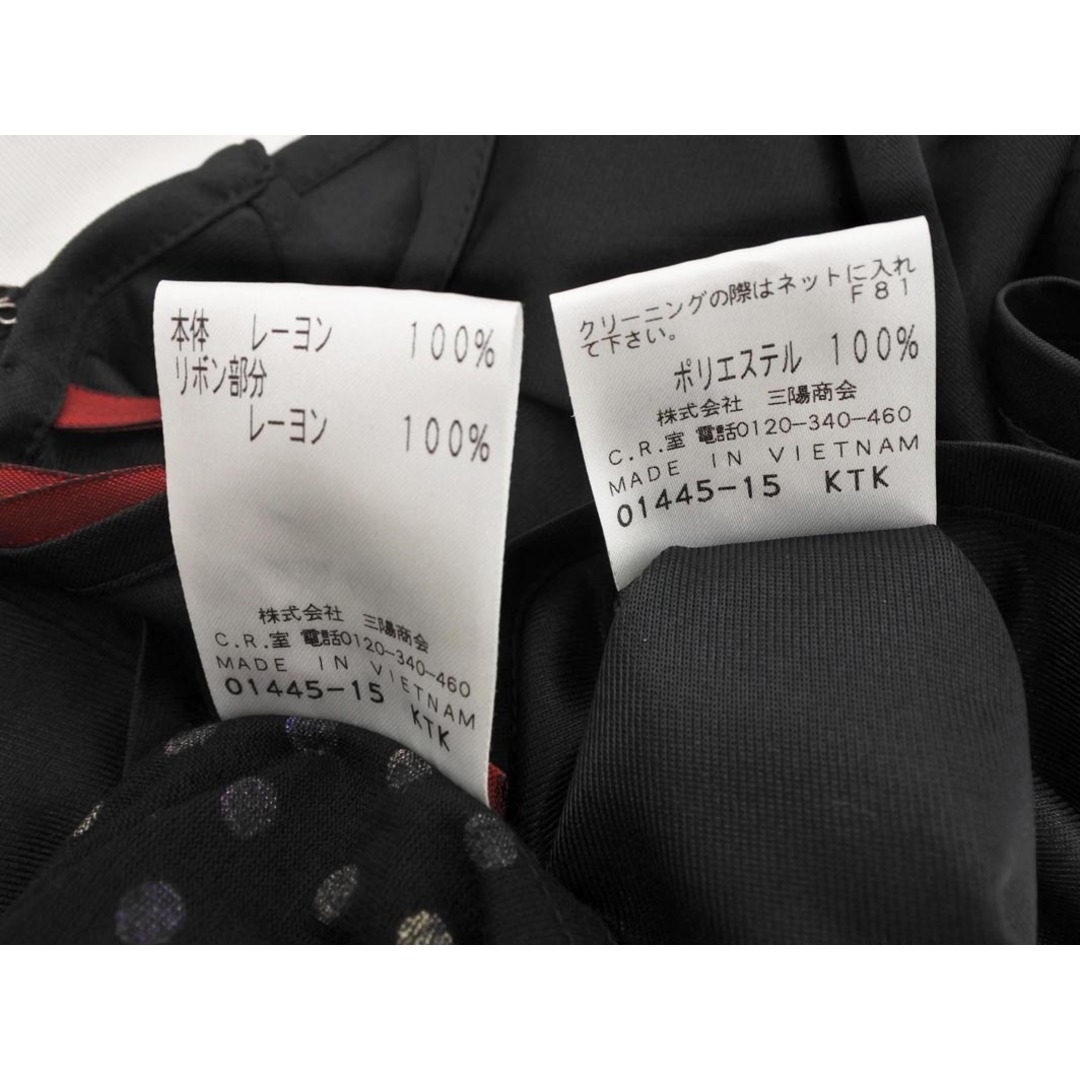 本体 レーヨン 100%
リボン部分
レーヨン 100%
株式会社 三陽商会
C.R.室 電話0120-340-460
MADE IN VIETNAM
01445-15 KTK
クリーニングの際はネットに入れ
て下さい。 F81
ポリエステル 100%
株式会社 三陽商会
C.R.室 電話0120-340-460
MADE IN VIETNAM
01445-15 KTK